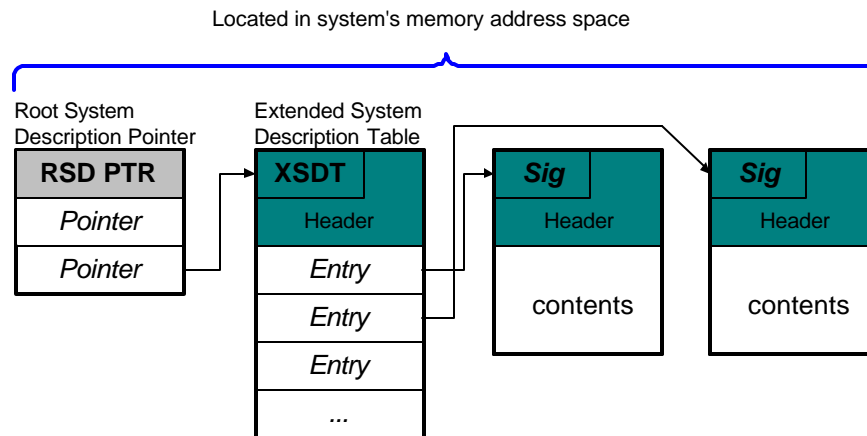 Located in system's memory address space
Root System
Description Pointer
RSD PTR
Pointer
Pointer
Extended System
Description Table
XSDT
Header
Entry
Entry
Entry
...
Sig
Header
contents
Sig
Header
contents